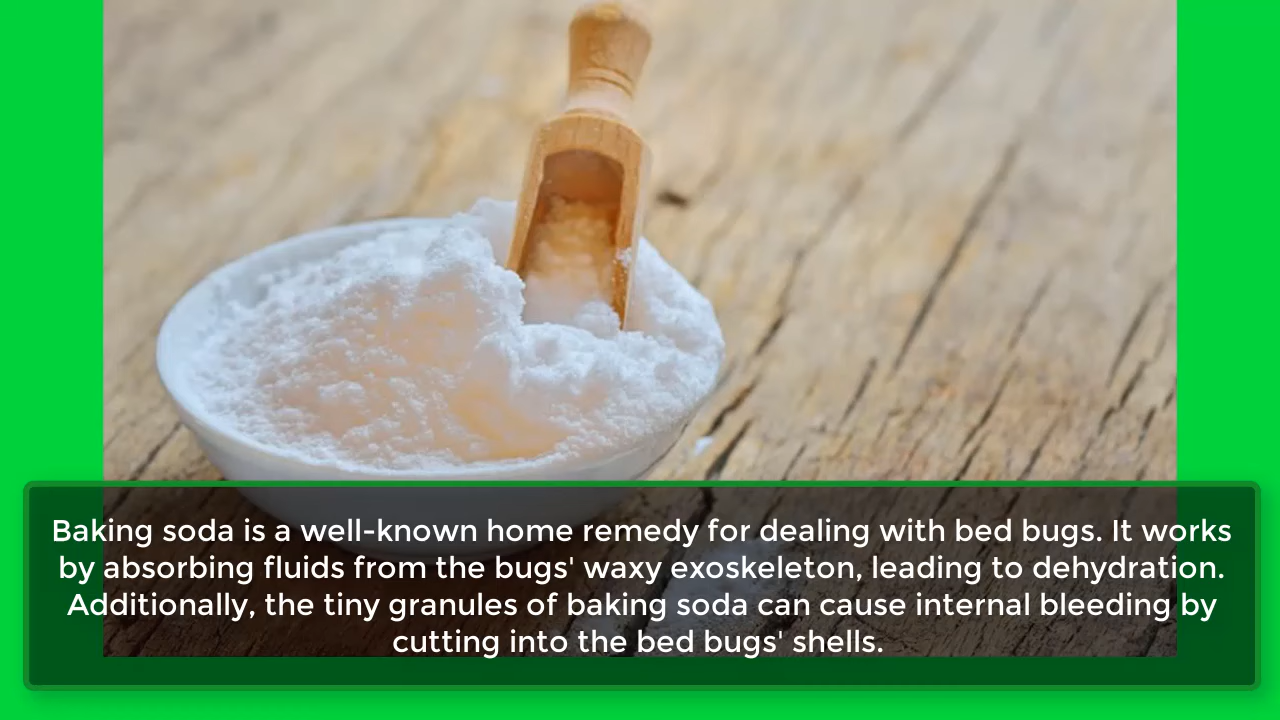 Baking soda is a well-known home remedy for dealing with bed bugs. It works
by absorbing fluids from the bugs' waxy exoskeleton, leading to dehydration.
Additionally, the tiny granules of baking soda can cause internal bleeding by
cutting into the bed bugs' shells.